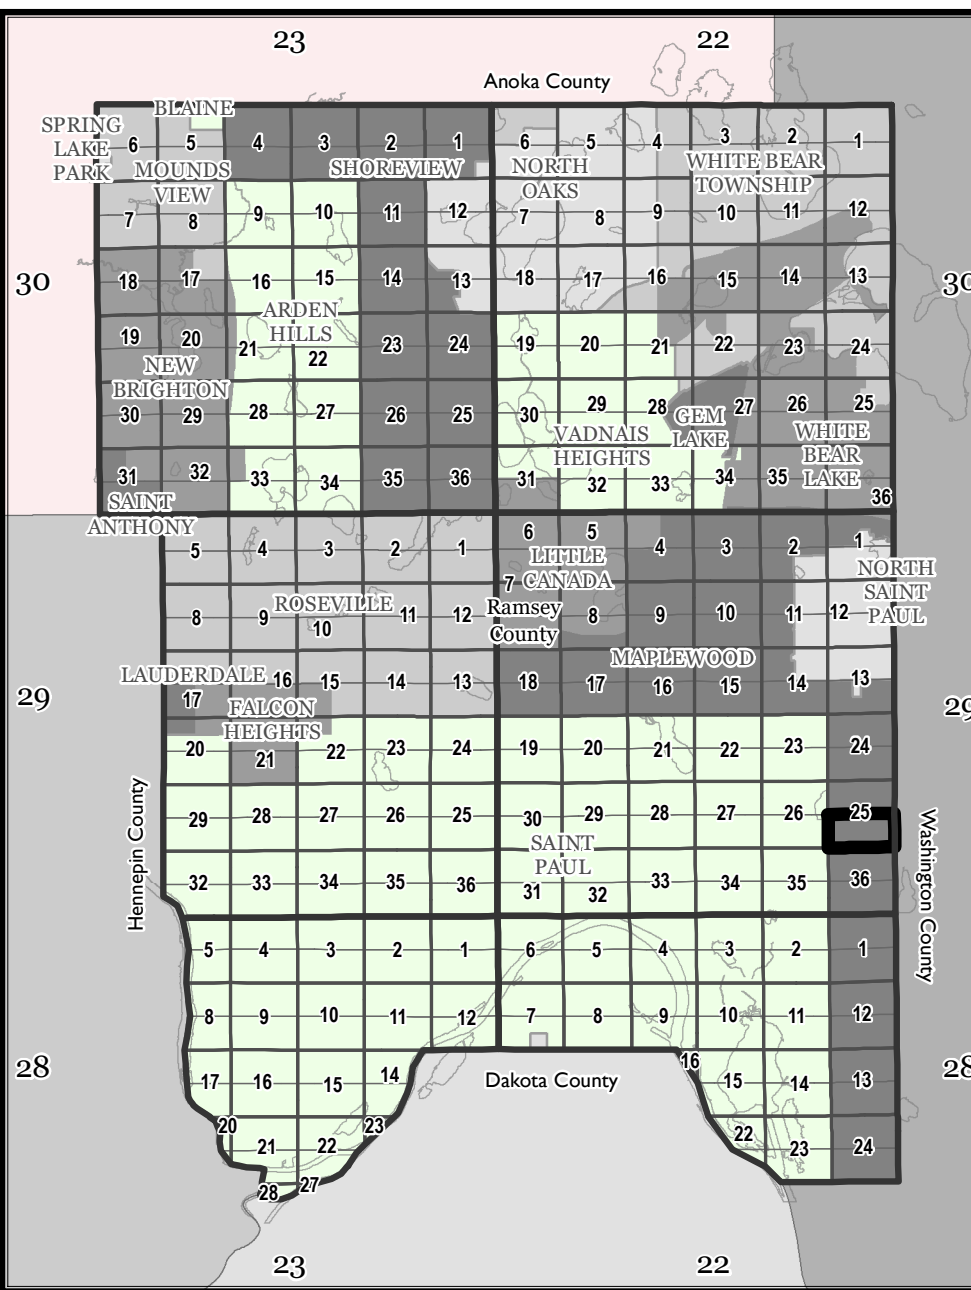 23 22
Anoka County
BLAINE
SPRING
LAKE
PARK
6 5 4 3 2 1 6 5 4 3 2 1
MOUNDS
VIEW
SHOREVIEW
NORTH
OAKS
WHITE BEAR
TOWNSHIP
7 8 9 10 11 12 7 8 9 10 11 12
30 18 17 16 15 14 13 18 17 16 15 14 13 30
ARDEN
HILLS
19 20 21 22 23 24 19 20 21 22 23 24
NEW
BRIGHTON
30 29 28 27 26 25 30 29 28 27 26 25
GEM
LAKE
VADNAIS
HEIGHTS
WHITE
BEAR
LAKE
31 32 33 34 35 36 31 32 33 34 35 36
SAINT
ANTHONY
5 4 3 2 1 6 5 4 3 2 1
LITTLE
CANADA
NORTH
SAINT
PAUL
8 9 10 11 12 7 8 9 10 11 12
ROSEVILLE
Ramsey
County
LAUDERDALE
MAPLEWOOD
29 17 16 15 14 13 18 17 16 15 14 13 29
FALCON
HEIGHTS
20 21 22 23 24 19 20 21 22 23 24
29 28 27 26 25 30 29 28 27 26 25
Hennepin County
Washington County
SAINT
PAUL
32 33 34 35 36 31 32 33 34 35 36
5 4 3 2 1 6 5 4 3 2 1
8 9 10 11 12 7 8 9 10 11 12
28 17 16 15 14 16 15 14 13 28
Dakota County
20 21 22 23 22 23 24
28 27
23 22